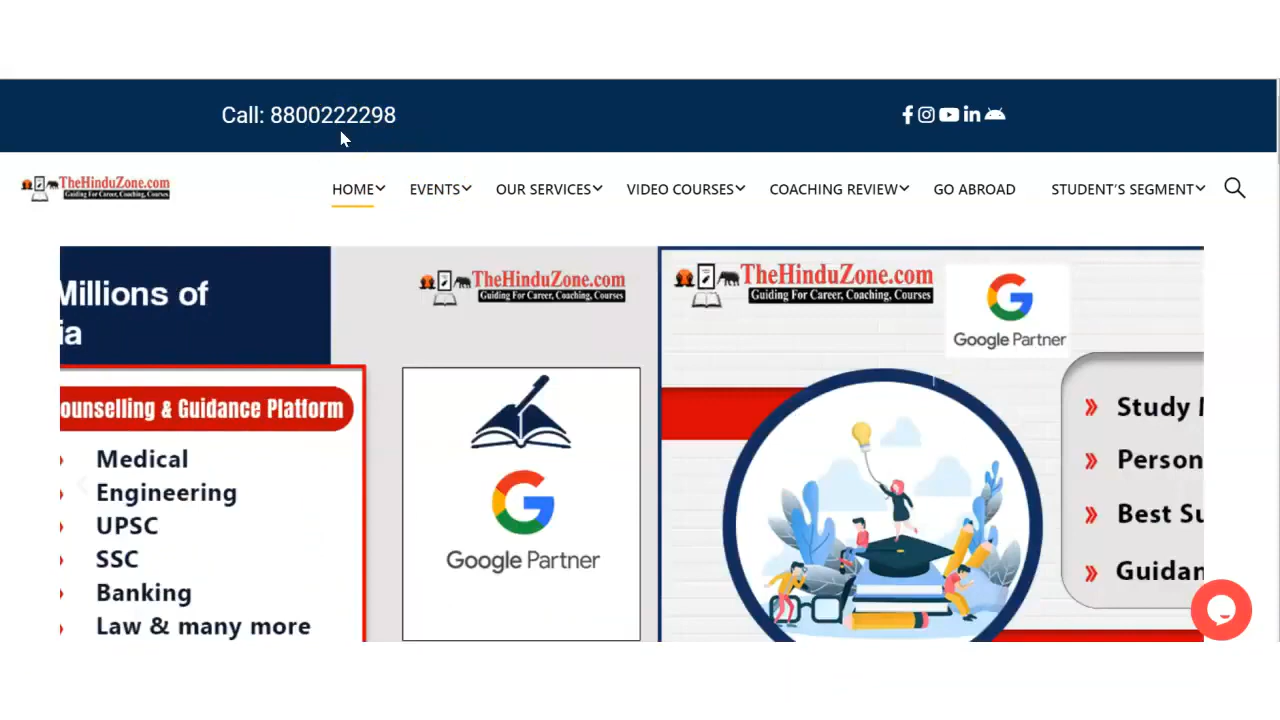 Call: 8800222298
TheHinduZone.com
Guiding For Career, Coaching, Courses
HOME EVENTS OUR SERVICES VIDEO COURSES COACHING REVIEW GO ABROAD STUDENT'S SEGMENT
Millions of
ia
ounselling & Guidance Platform
Medical
Engineering
UPSC
SSC
Banking
Law & many more
TheHinduZone.com
Guiding For Career, Coaching, Courses
Google Partner
TheHinduZone.com
Guiding For Career, Coaching, Courses
Google Partner
Study
Person
Best Su
Guidan